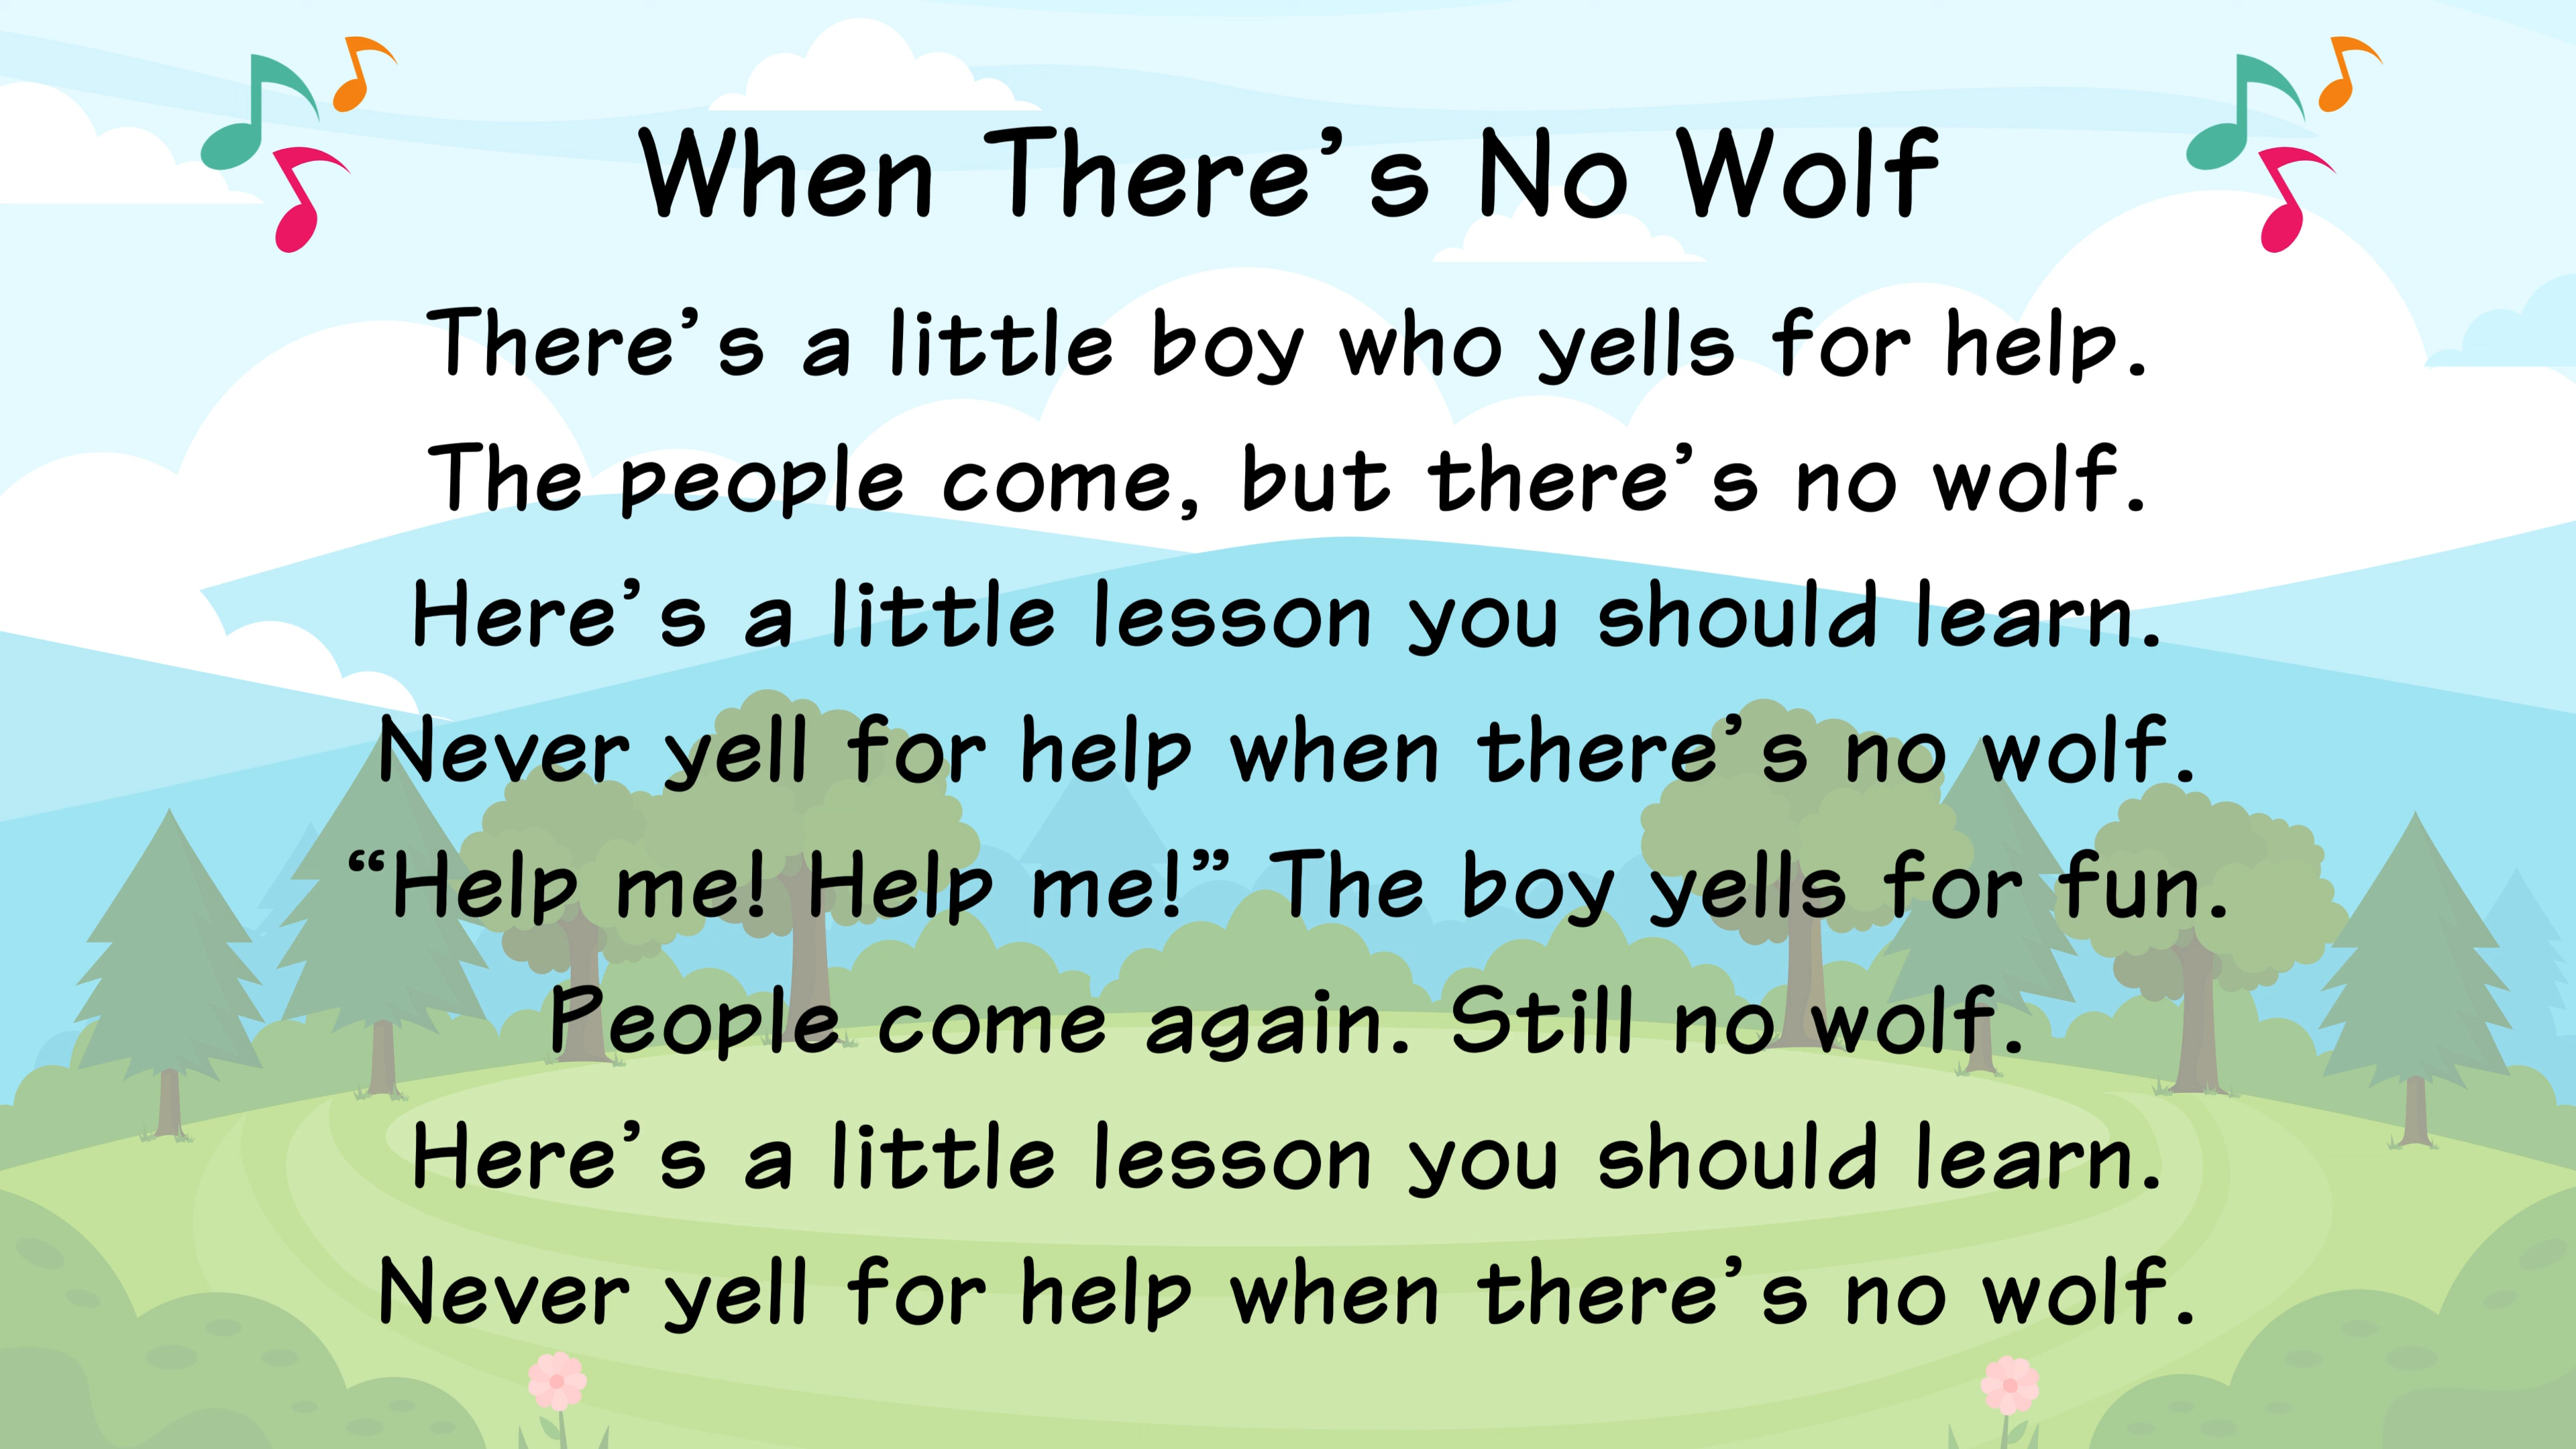 When There’s No Wolf
There’s a little boy who yells for help.
The people come, but there’s no wolf.
Here’s a little lesson you should learn.
Never yell for help when there’s no wolf.
“Help me! Help me!” The boy yells for fun.
People come again. Still no wolf.
Here’s a little lesson you should learn.
Never yell for help when there’s no wolf.